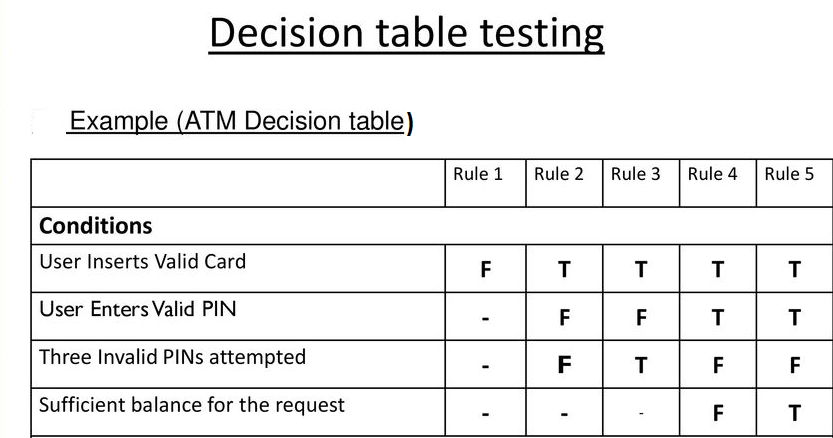 Decision table testing
Example (ATM Decision table)
Rule 1 Rule 2 Rule 3 Rule 4 Rule 5
Conditions
User Inserts Valid Card F T T T T
User Enters Valid PIN - F F T T
Three Invalid PINs attempted - F T F F
Sufficient balance for the request - - - F T